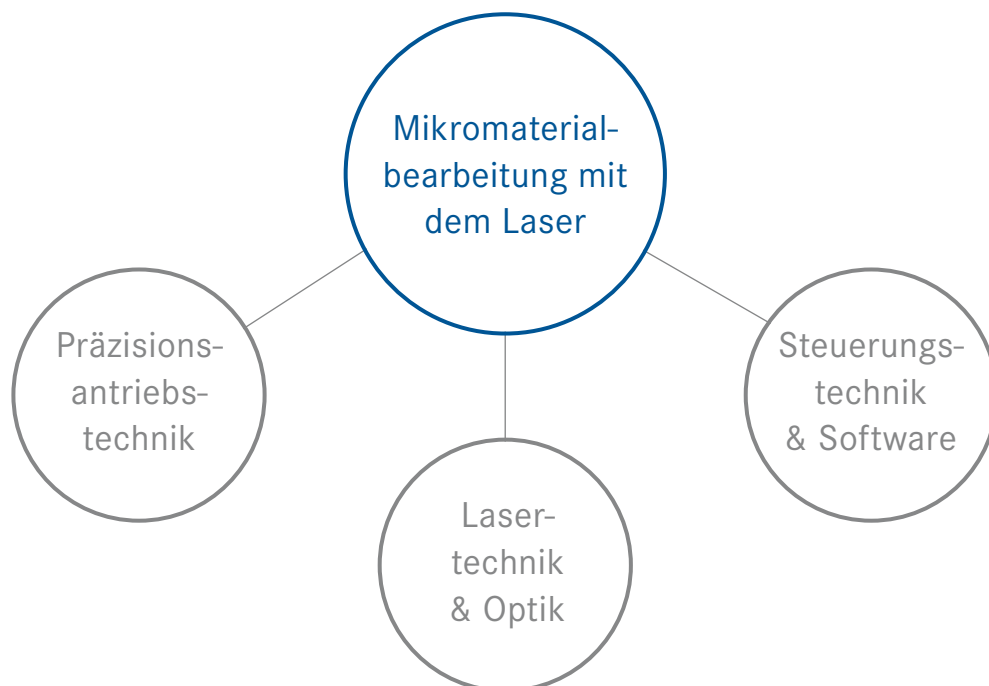 Mikromaterial-
bearbeitung mit
dem Laser
Präzisions-
antriebs-
technik
Laser-
technik
& Optik
Steuerungs-
technik
& Software